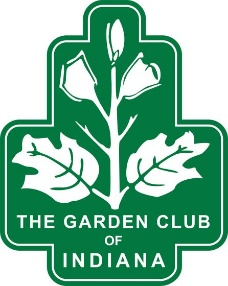 THE GARDEN CLUB
OF
INDIANA